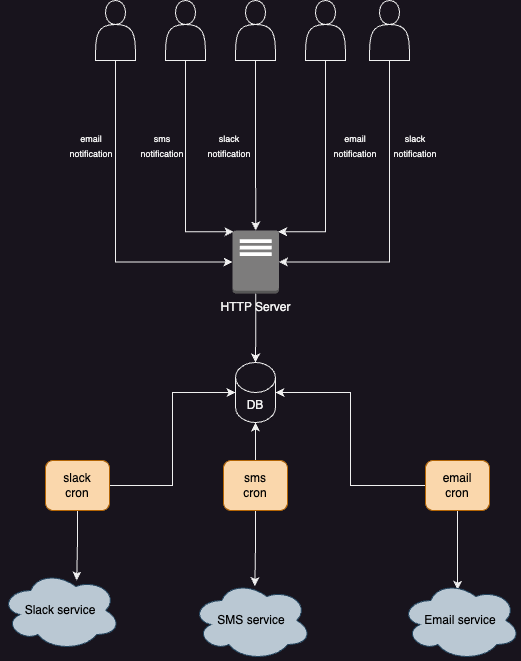 email
notification
sms
notification
slack
notification
email
notification
slack
notification
HTTP Server
DB
slack
cron
sms
cron
email
cron
Slack service
SMS service
Email service